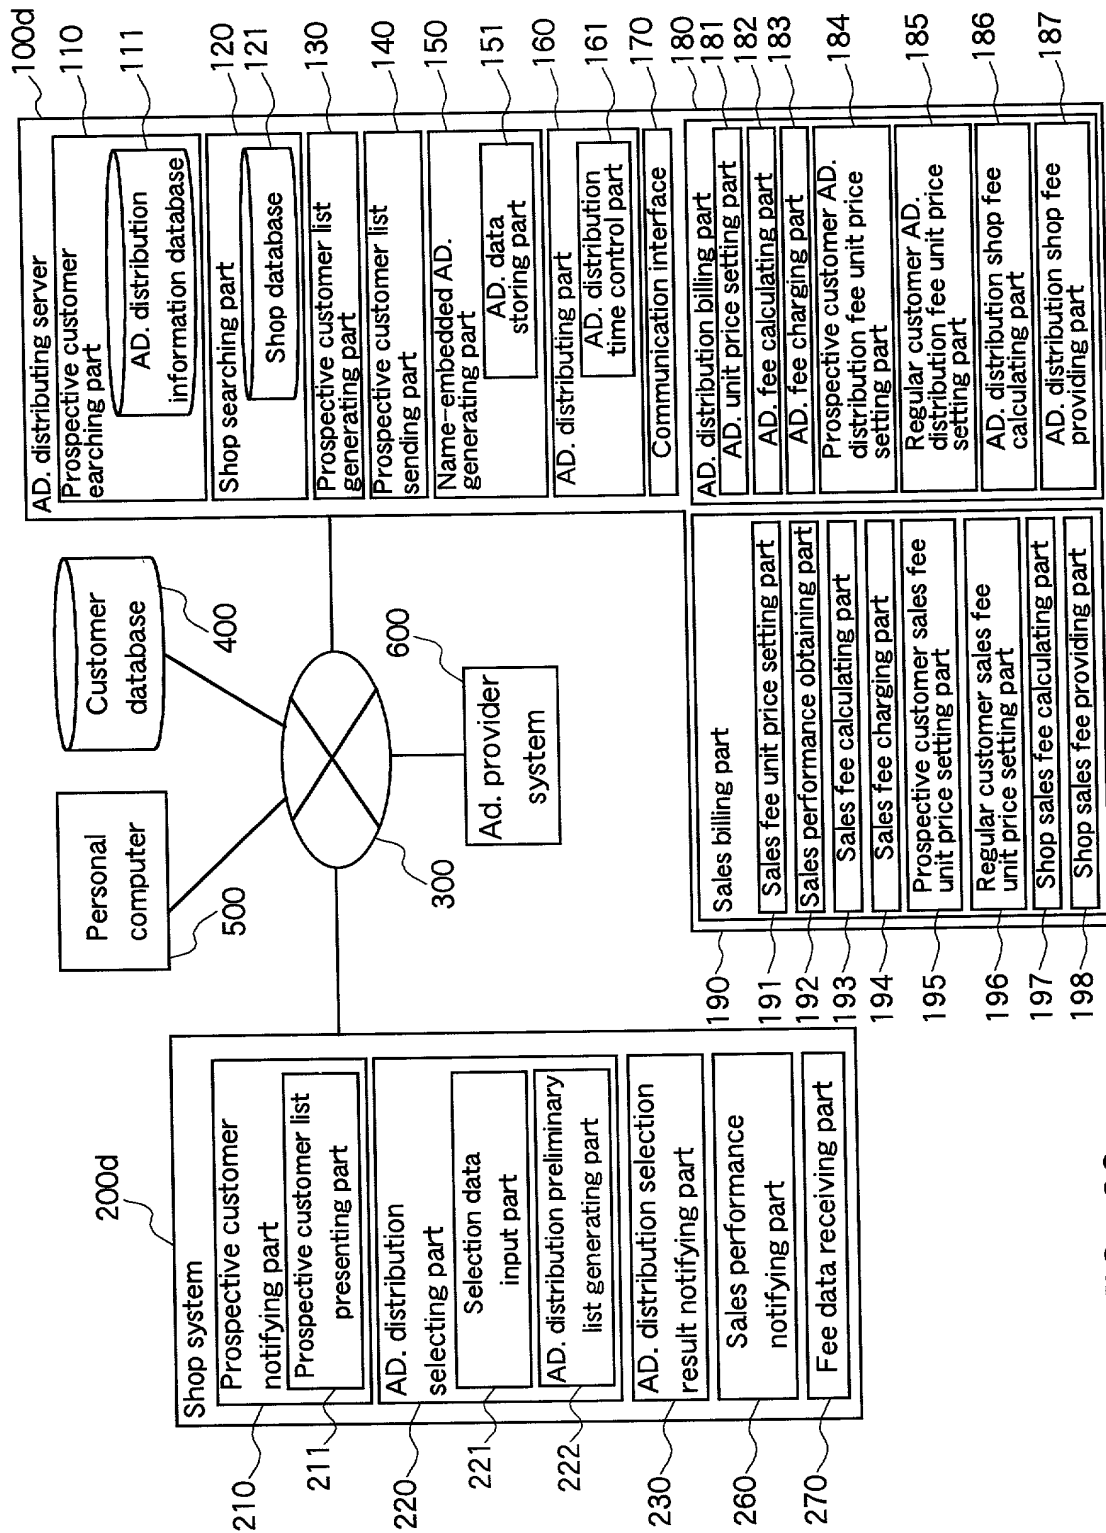 200d
Shop system
210
Prospective customer
notifying part
211
Prospective customer list
presenting part
220
AD. distribution
selecting part
221
Selection data
input part
222
AD. distribution preliminary
list generating part
230
AD. distribution selection
result notifying part
260
Sales performance
notifying part
270
Fee data receiving part
Personal
computer
500
Customer
database
400
300
600
Ad. provider
system
100d
AD. distributing server
110
Prospective customer
earching part
111
AD. distribution
information database
120
Shop searching part
121
Shop database
130
Prospective customer list
generating part
140
Prospective customer list
sending part
150
Name-embedded AD.
generating part
151
AD. data
storing part
160
AD. distributing part
161
AD. distribution
time control part
170
Communication interface
180
AD. distribution billing part
181
AD. unit price setting part
182
AD. fee calculating part
183
AD. fee charging part
184
Prospective customer AD.
distribution fee unit price
setting part
185
Regular customer AD.
distribution fee unit price
setting part
186
AD. distribution shop fee
calculating part
187
AD. distribution shop fee
providing part
190
Sales billing part
191
Sales fee unit price setting part
192
Sales performance obtaining part
193
Sales fee calculating part
194
Sales fee charging part
195
Prospective customer sales fee
unit price setting part
196
Regular customer sales fee
unit price setting part
197
Shop sales fee calculating part
198
Shop sales fee providing part